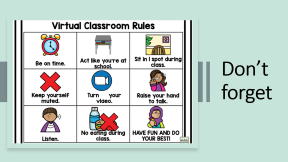 Virtual Classroom Rules
Be on time.
Act like you're at
school.
Sit in 1 spot during
class.
Keep yourself
muted.
Turn your
video.
Raise your hand
to talk.
Listen.
No eating during
class.
HAVE FUN AND DO
YOUR BEST!
Don't
forget